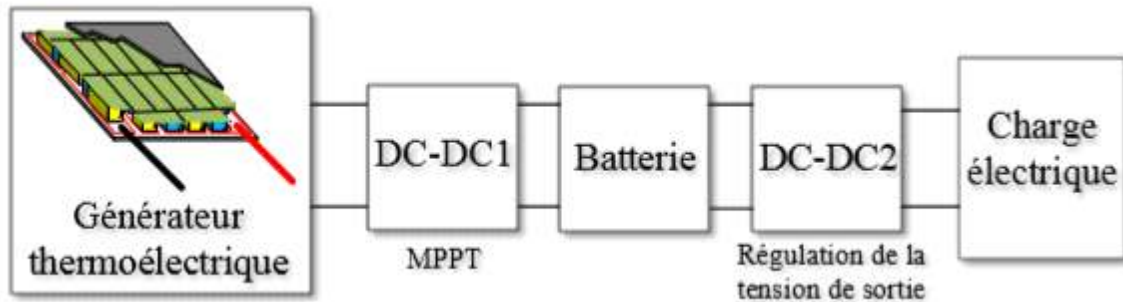 Générateur
thermoélectrique
DC-DC1
MPPT
Batterie
DC-DC2
Régulation de la
tension de sortie
Charge
électrique